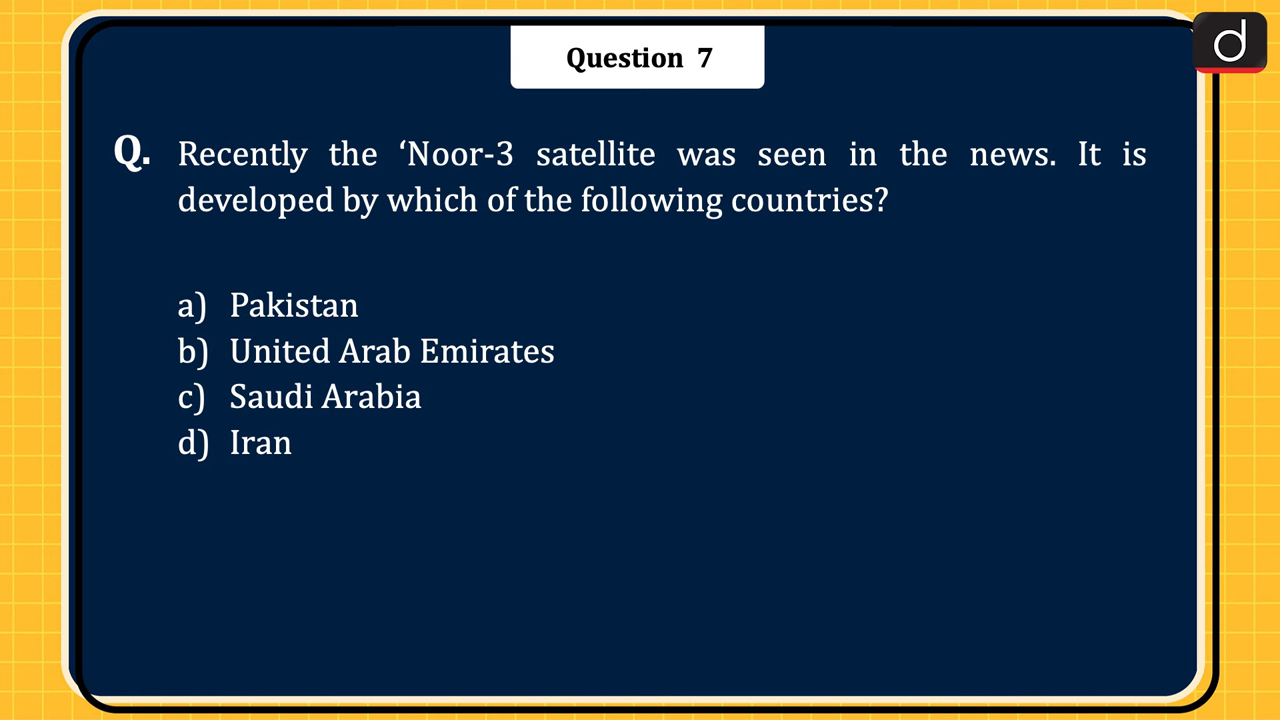 Question 7
d
Q. Recently the ‘Noor-3 satellite was seen in the news. It is
developed by which of the following countries?
a) Pakistan
b) United Arab Emirates
c) Saudi Arabia
d) Iran